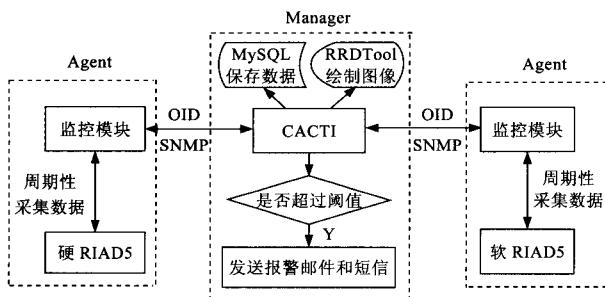 Manager
MySQL
保存数据
RRDTool
绘制图像
Agent
监控模块
周期性
采集数据
硬 RIAD5
OID
SNMP
CACTI
是否超过阈值
Y
发送报警邮件和短信
OID
SNMP
Agent
监控模块
周期性
采集数据
软 RIAD5